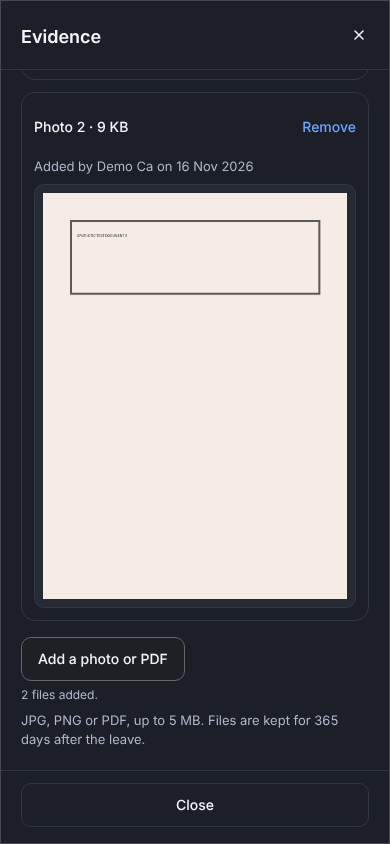 Evidence
Photo 2 · 9 KB
Remove
Added by Demo Ca on 16 Nov 2026
Add a photo or PDF
2 files added.
JPG, PNG or PDF, up to 5 MB. Files are kept for 365
days after the leave.
Close